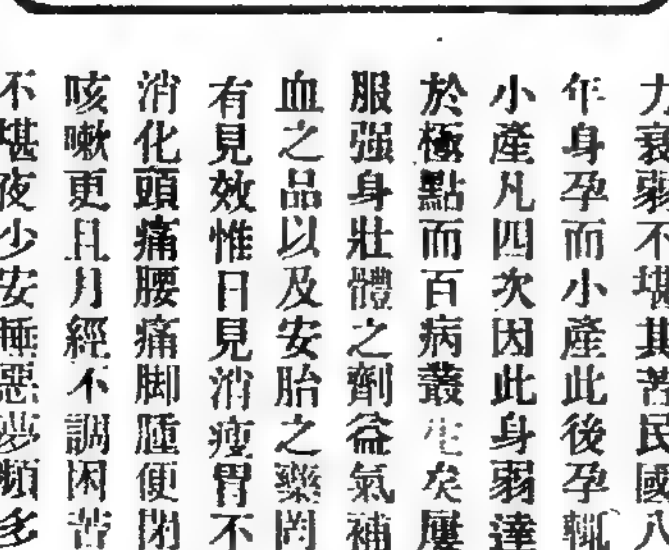 力衰弱不堪其苦民國八
年身孕而小產此後孕輒
小產凡四次因此身弱達
於極點而百病叢生矣屢
服强身壯體之劑益氣補
血之品以及安胎之藥罔
有見效惟日見消瘦胃不
消化頭痛腰痛脚腫便閉
咳嗽更且月經不調困苦
不堪夜少安睡惡夢頻多